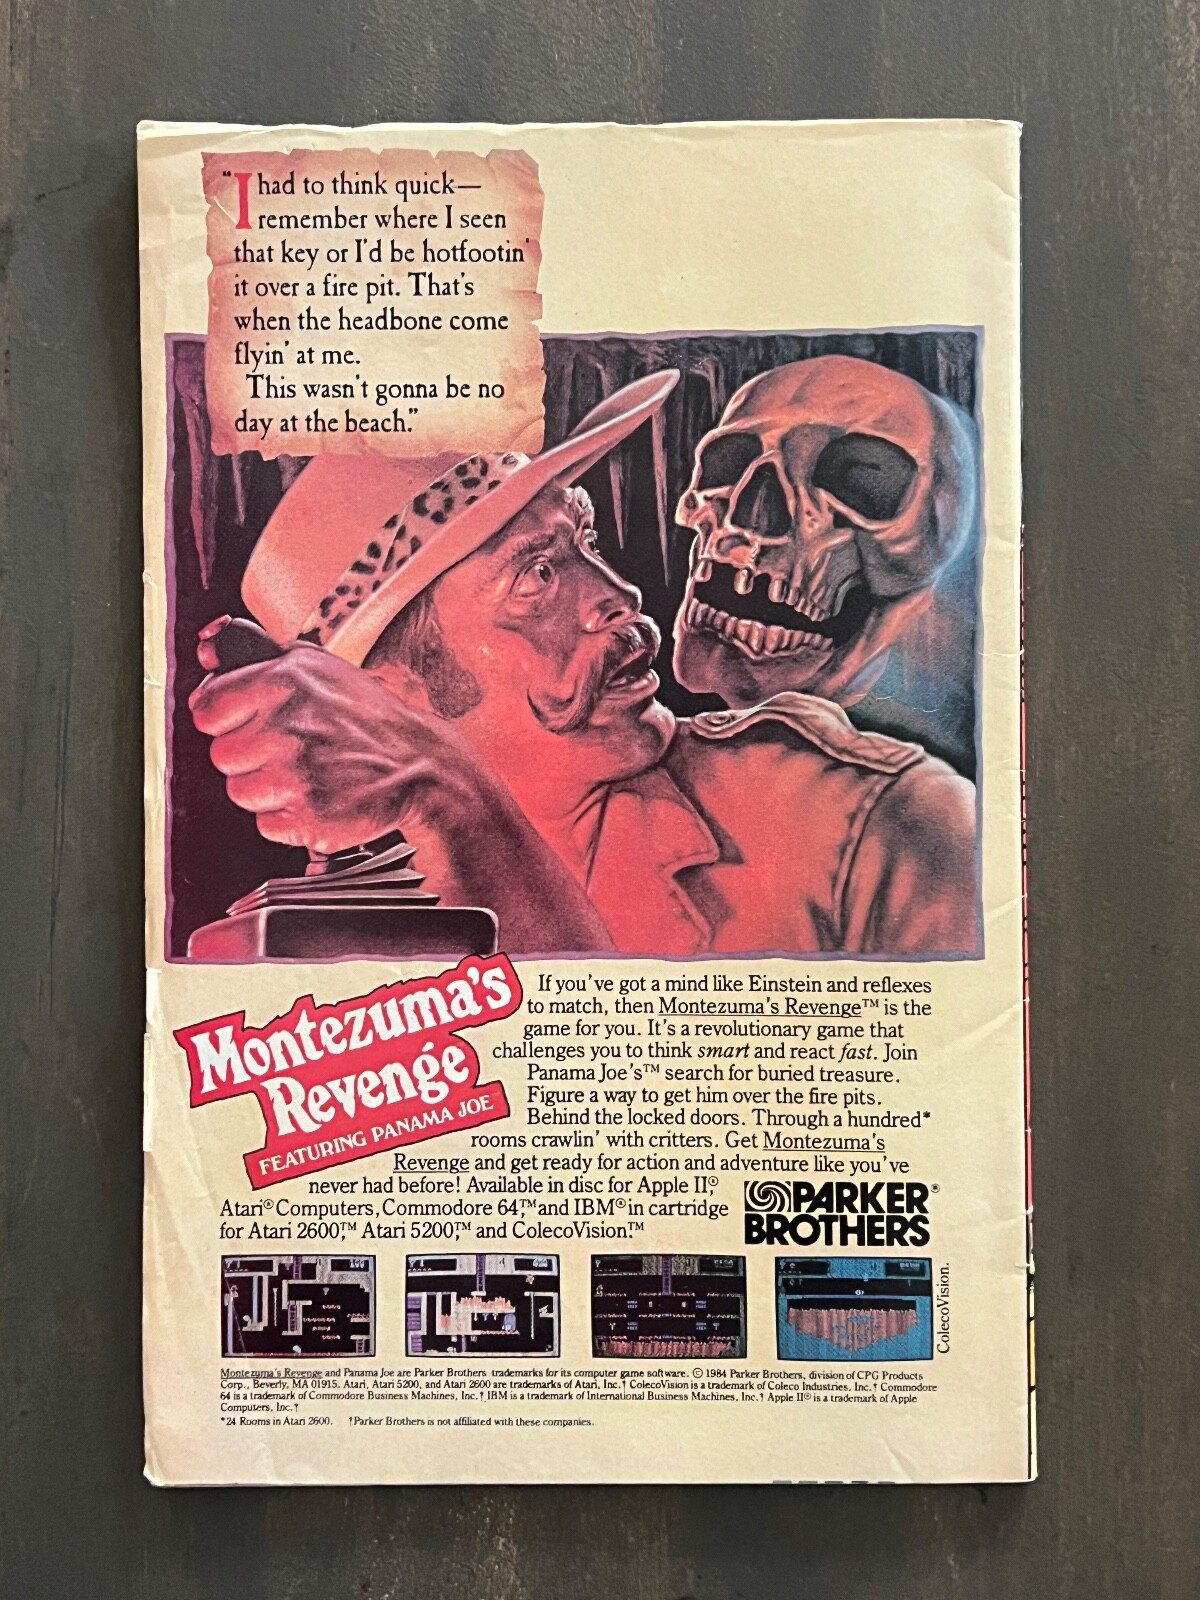 "I had to think quick—
remember where I seen
that key or I'd be hotfootin'
it over a fire pit. That's
when the headbone come
flyin' at me.
This wasn't gonna be no
day at the beach."
Montezuma's
Revenge
FEATURING PANAMA JOE
If you've got a mind like Einstein and reflexes
to match, then Montezuma's Revenge™ is the
game for you. It's a revolutionary game that
challenges you to think smart and react fast. Join
Panama Joe's™ search for buried treasure.
Figure a way to get him over the fire pits.
Behind the locked doors. Through a hundred*
rooms crawlin' with critters. Get Montezuma's
Revenge and get ready for action and adventure like you've
never had before! Available in disc for Apple II®,
Atari® Computers, Commodore 64,™ and IBM® in cartridge
for Atari 2600,™ Atari 5200,™ and ColecoVision.™
PARKER
BROTHERS®
ColecoVision.
Montezuma's Revenge and Panama Joe are Parker Brothers trademarks for its computer game software. © 1984 Parker Brothers, division of CPG Products
Corp., Beverly, MA 01915. Atari, Atari 5200, and Atari 2600 are trademarks of Atari, Inc.† ColecoVision is a trademark of Coleco Industries, Inc.† Commodore
64 is a trademark of Commodore Business Machines, Inc.† IBM is a trademark of International Business Machines, Inc.† Apple II® is a trademark of Apple
Computers, Inc.†
*24 Rooms in Atari 2600. †Parker Brothers is not affiliated with these companies.